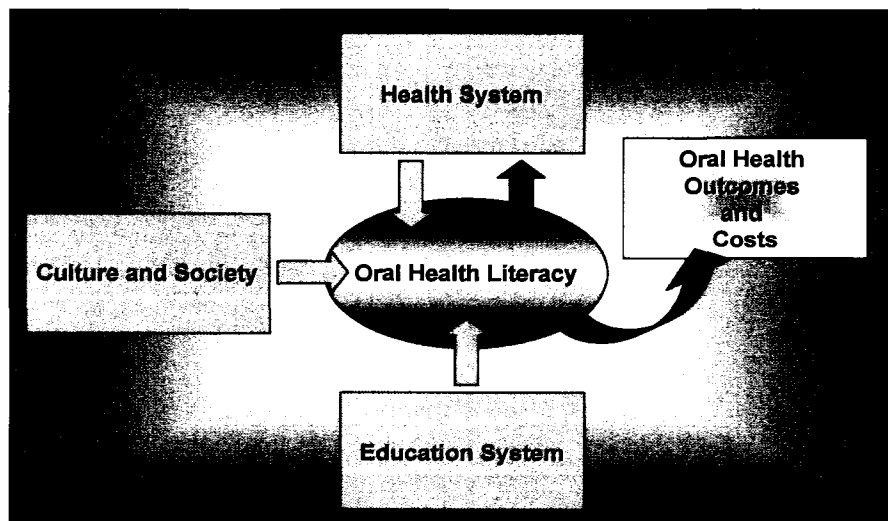 Health System
Oral Health
Outcomes
and
Costs
Culture and Society
Oral Health Literacy
Education System